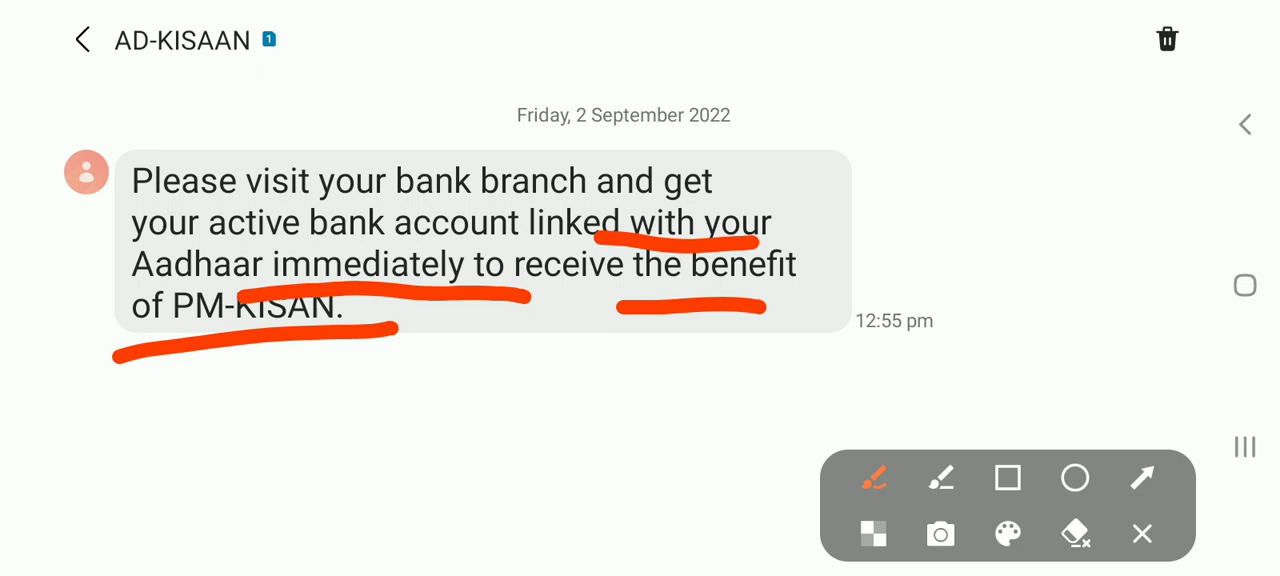 AD-KISAAN 1
Friday, 2 September 2022
Please visit your bank branch and get
your active bank account linked with your
Aadhaar immediately to receive the benefit
of PM-KISAN.
12:55 pm